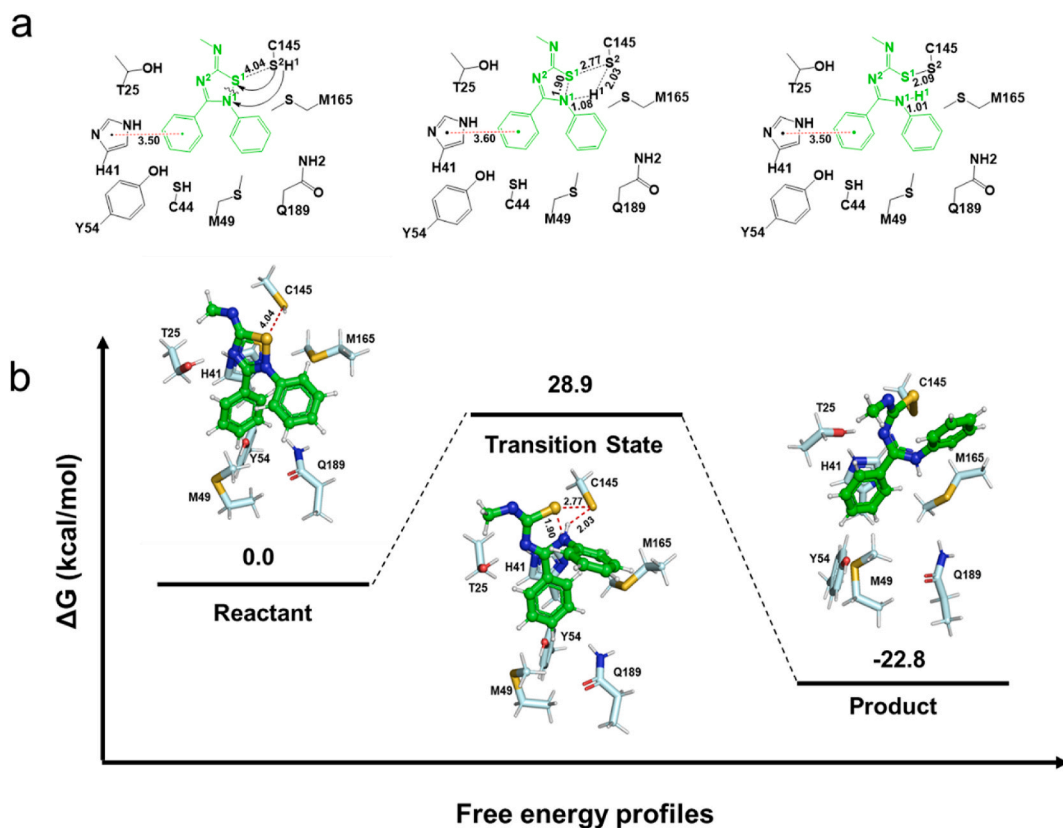 a
N
C145
4.04
S² H¹
N² S¹
OH
T25
N¹
S M165
N NH
3.50
H41
OH
SH
C44
S
M49
NH2
O
Q189
Y54
N
C145
2.77
S²
N² S¹
1.90
2.03
OH
T25
N¹ H¹
1.08
S M165
N NH
3.60
H41
OH
SH
C44
S
M49
NH2
O
Q189
Y54
N
C145
S²
N² S¹
2.09
OH
T25
N¹ H¹
1.01
S M165
N NH
3.50
H41
OH
SH
C44
S
M49
NH2
O
Q189
Y54
b
ΔG (kcal/mol)
C145
4.04
T25
M165
H41
Y54
M49
Q189
0.0
Reactant
28.9
Transition State
C145
2.77
1.90
2.03
T25
H41
M165
Y54
M49
Q189
C145
T25
H41
M165
Y54
M49
Q189
-22.8
Product
Free energy profiles